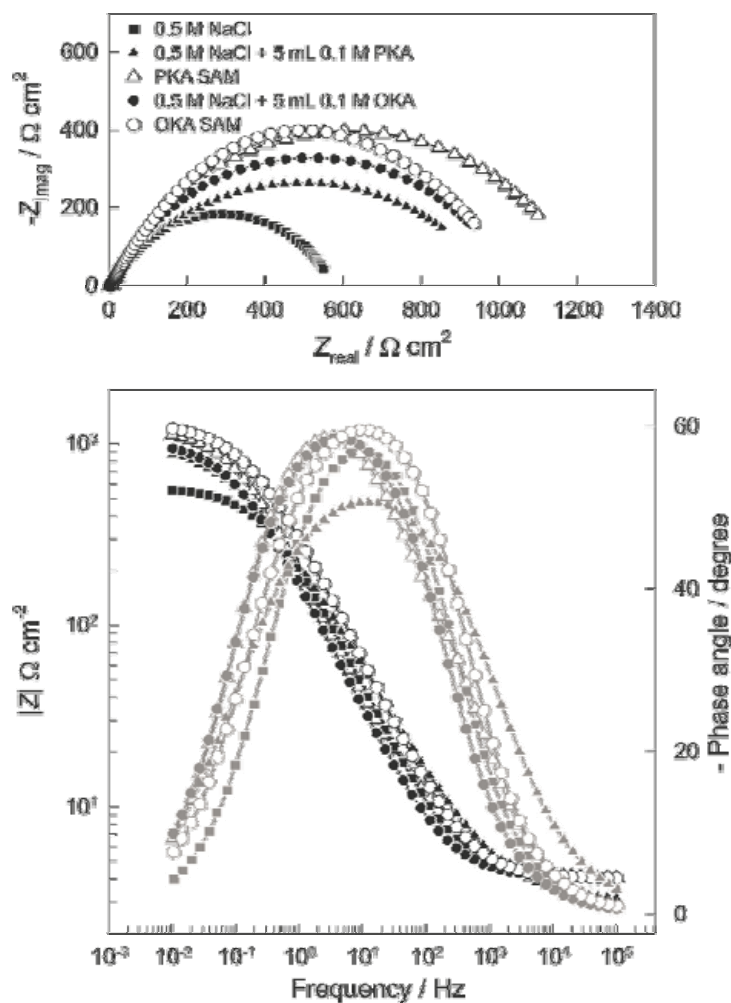 600
400
200
0
-Z_imag / Ω cm²
0.5 M NaCl
0.5 M NaCl + 5 mL 0.1 M PKA
PKA SAM
0.5 M NaCl + 5 mL 0.1 M OKA
OKA SAM
0 200 400 600 800 1000 1200 1400
Z_real / Ω cm²
10³
10²
10¹
|Z| Ω cm⁻²
60
40
20
0
- Phase angle / degree
10⁻³ 10⁻² 10⁻¹ 10⁰ 10¹ 10² 10³ 10⁴ 10⁵
Frequency / Hz